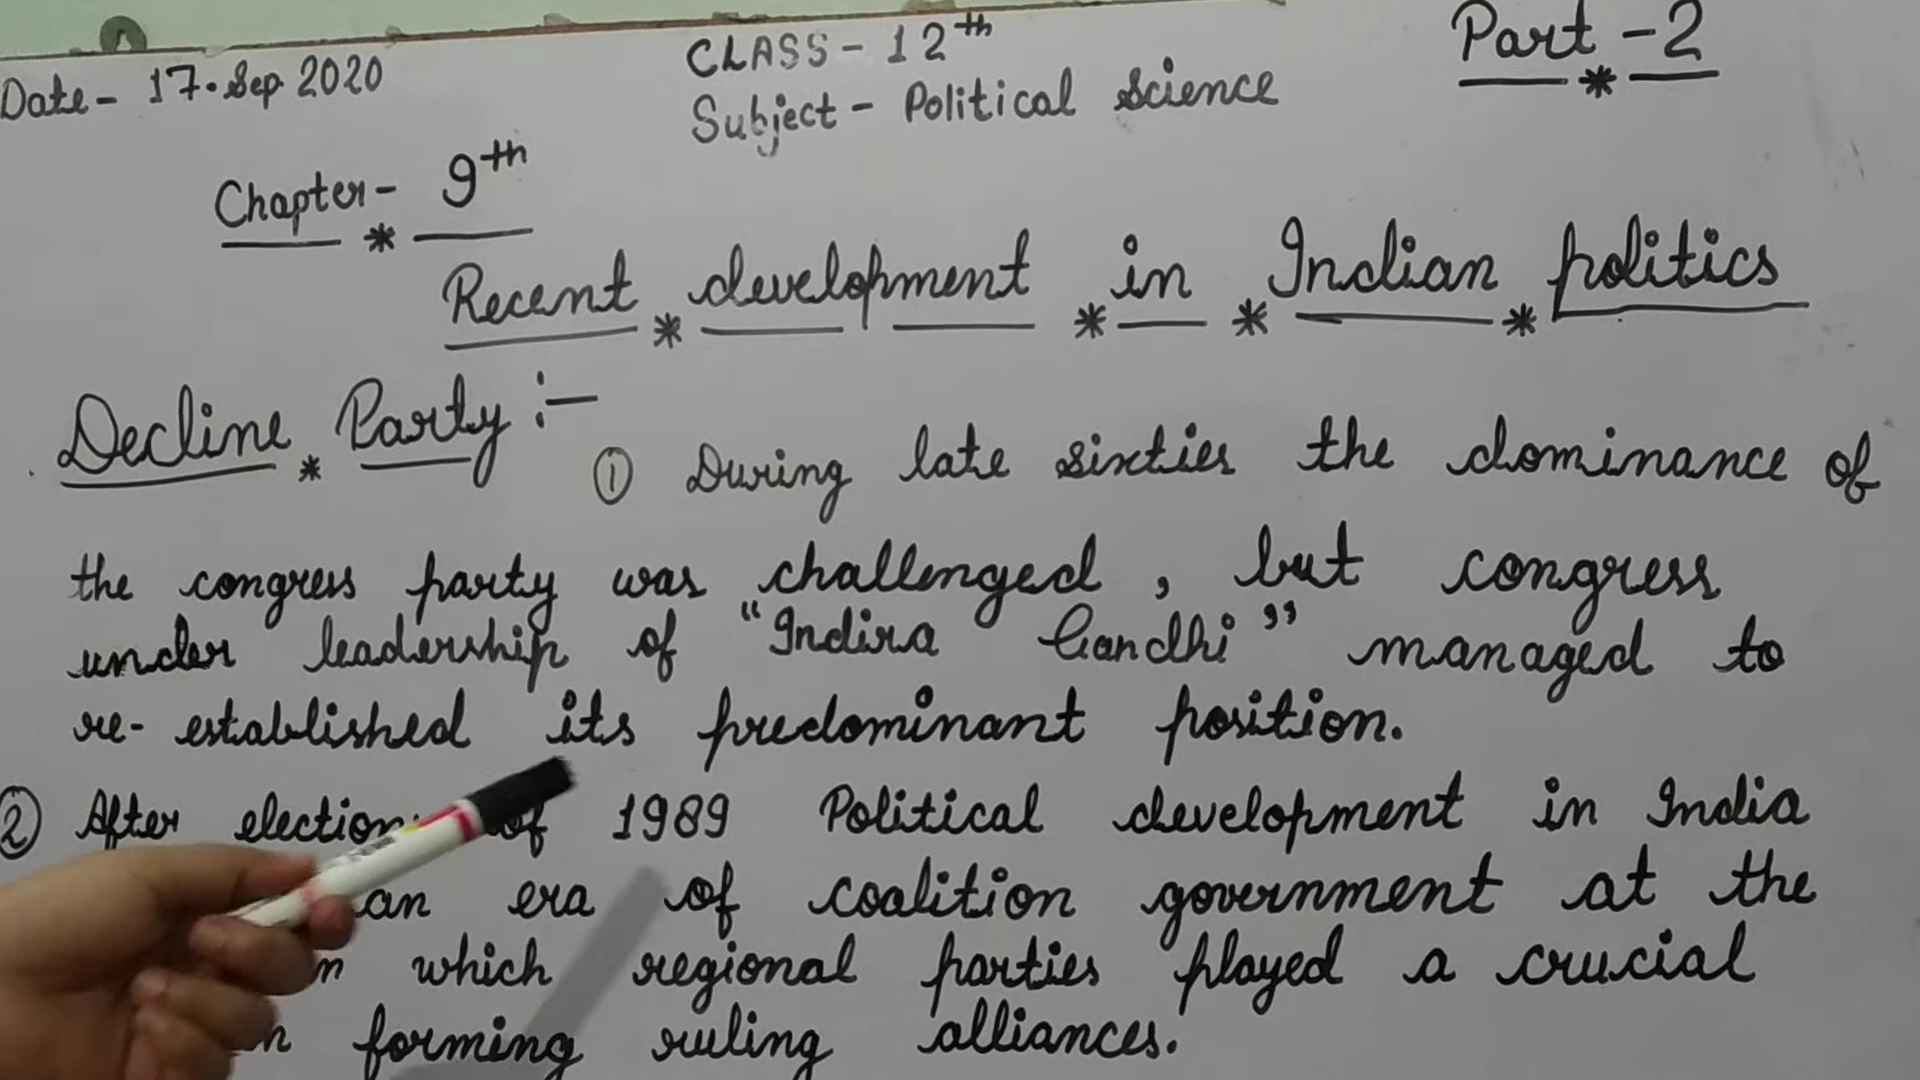 Date - 17. Sep 2020
CLASS - 12th
Subject - Political Science
Part - 2
Chapter - 9th
Recent development in Indian politics
Decline Party :-
① During late sixties the dominance of
the congress party was challenged, but congress
under leadership of "Indira Gandhi" managed to
re-established its predominant position.
② After election of 1989 Political development in India
an era of coalition government at the
which regional parties played a crucial
forming ruling alliances.